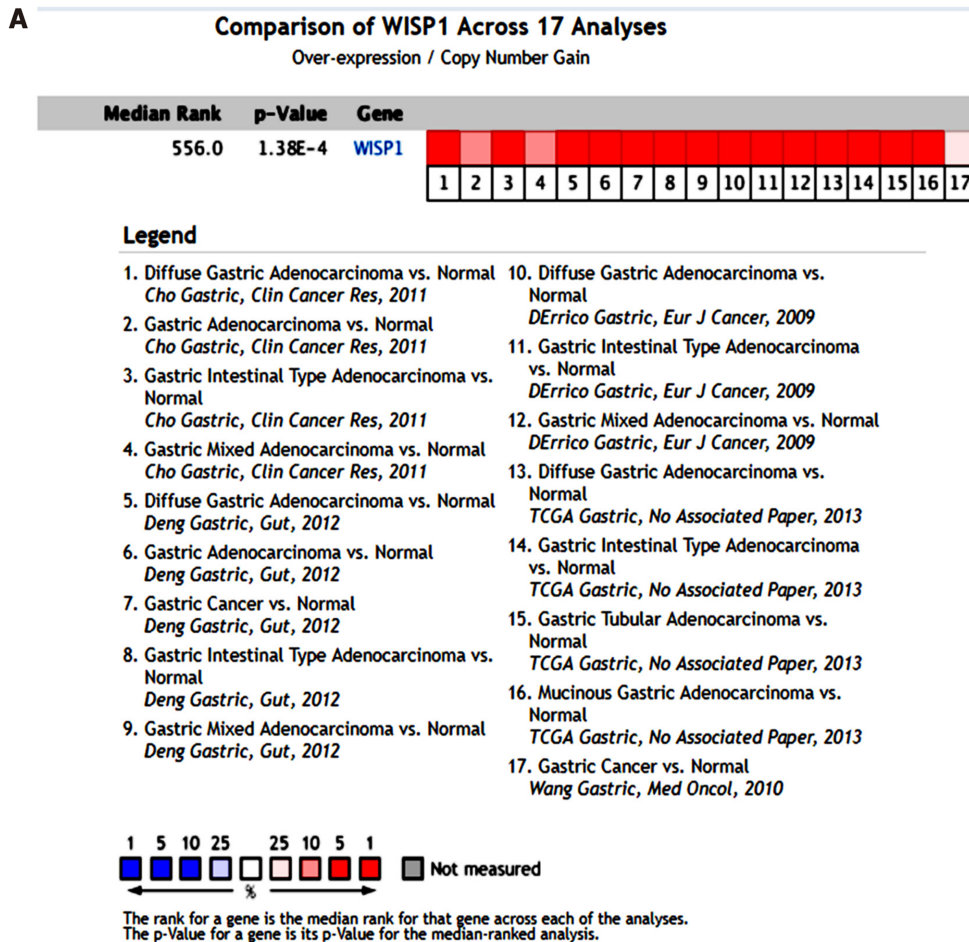 A
Comparison of WISP1 Across 17 Analyses
Over-expression / Copy Number Gain
Median Rank p-Value Gene
556.0 1.38E-4 WISP1
1 2 3 4 5 6 7 8 9 10 11 12 13 14 15 16 17
Legend
1. Diffuse Gastric Adenocarcinoma vs. Normal
Cho Gastric, Clin Cancer Res, 2011
2. Gastric Adenocarcinoma vs. Normal
Cho Gastric, Clin Cancer Res, 2011
3. Gastric Intestinal Type Adenocarcinoma vs.
Normal
Cho Gastric, Clin Cancer Res, 2011
4. Gastric Mixed Adenocarcinoma vs. Normal
Cho Gastric, Clin Cancer Res, 2011
5. Diffuse Gastric Adenocarcinoma vs. Normal
Deng Gastric, Gut, 2012
6. Gastric Adenocarcinoma vs. Normal
Deng Gastric, Gut, 2012
7. Gastric Cancer vs. Normal
Deng Gastric, Gut, 2012
8. Gastric Intestinal Type Adenocarcinoma vs.
Normal
Deng Gastric, Gut, 2012
9. Gastric Mixed Adenocarcinoma vs. Normal
Deng Gastric, Gut, 2012
10. Diffuse Gastric Adenocarcinoma vs.
Normal
DErrico Gastric, Eur J Cancer, 2009
11. Gastric Intestinal Type Adenocarcinoma
vs. Normal
DErrico Gastric, Eur J Cancer, 2009
12. Gastric Mixed Adenocarcinoma vs. Normal
DErrico Gastric, Eur J Cancer, 2009
13. Diffuse Gastric Adenocarcinoma vs.
Normal
TCGA Gastric, No Associated Paper, 2013
14. Gastric Intestinal Type Adenocarcinoma
vs. Normal
TCGA Gastric, No Associated Paper, 2013
15. Gastric Tubular Adenocarcinoma vs.
Normal
TCGA Gastric, No Associated Paper, 2013
16. Mucinous Gastric Adenocarcinoma vs.
Normal
TCGA Gastric, No Associated Paper, 2013
17. Gastric Cancer vs. Normal
Wang Gastric, Med Oncol, 2010
1 5 10 25 25 10 5 1
Not measured
%
The rank for a gene is the median rank for that gene across each of the analyses.
The p-Value for a gene is its p-Value for the median-ranked analysis.